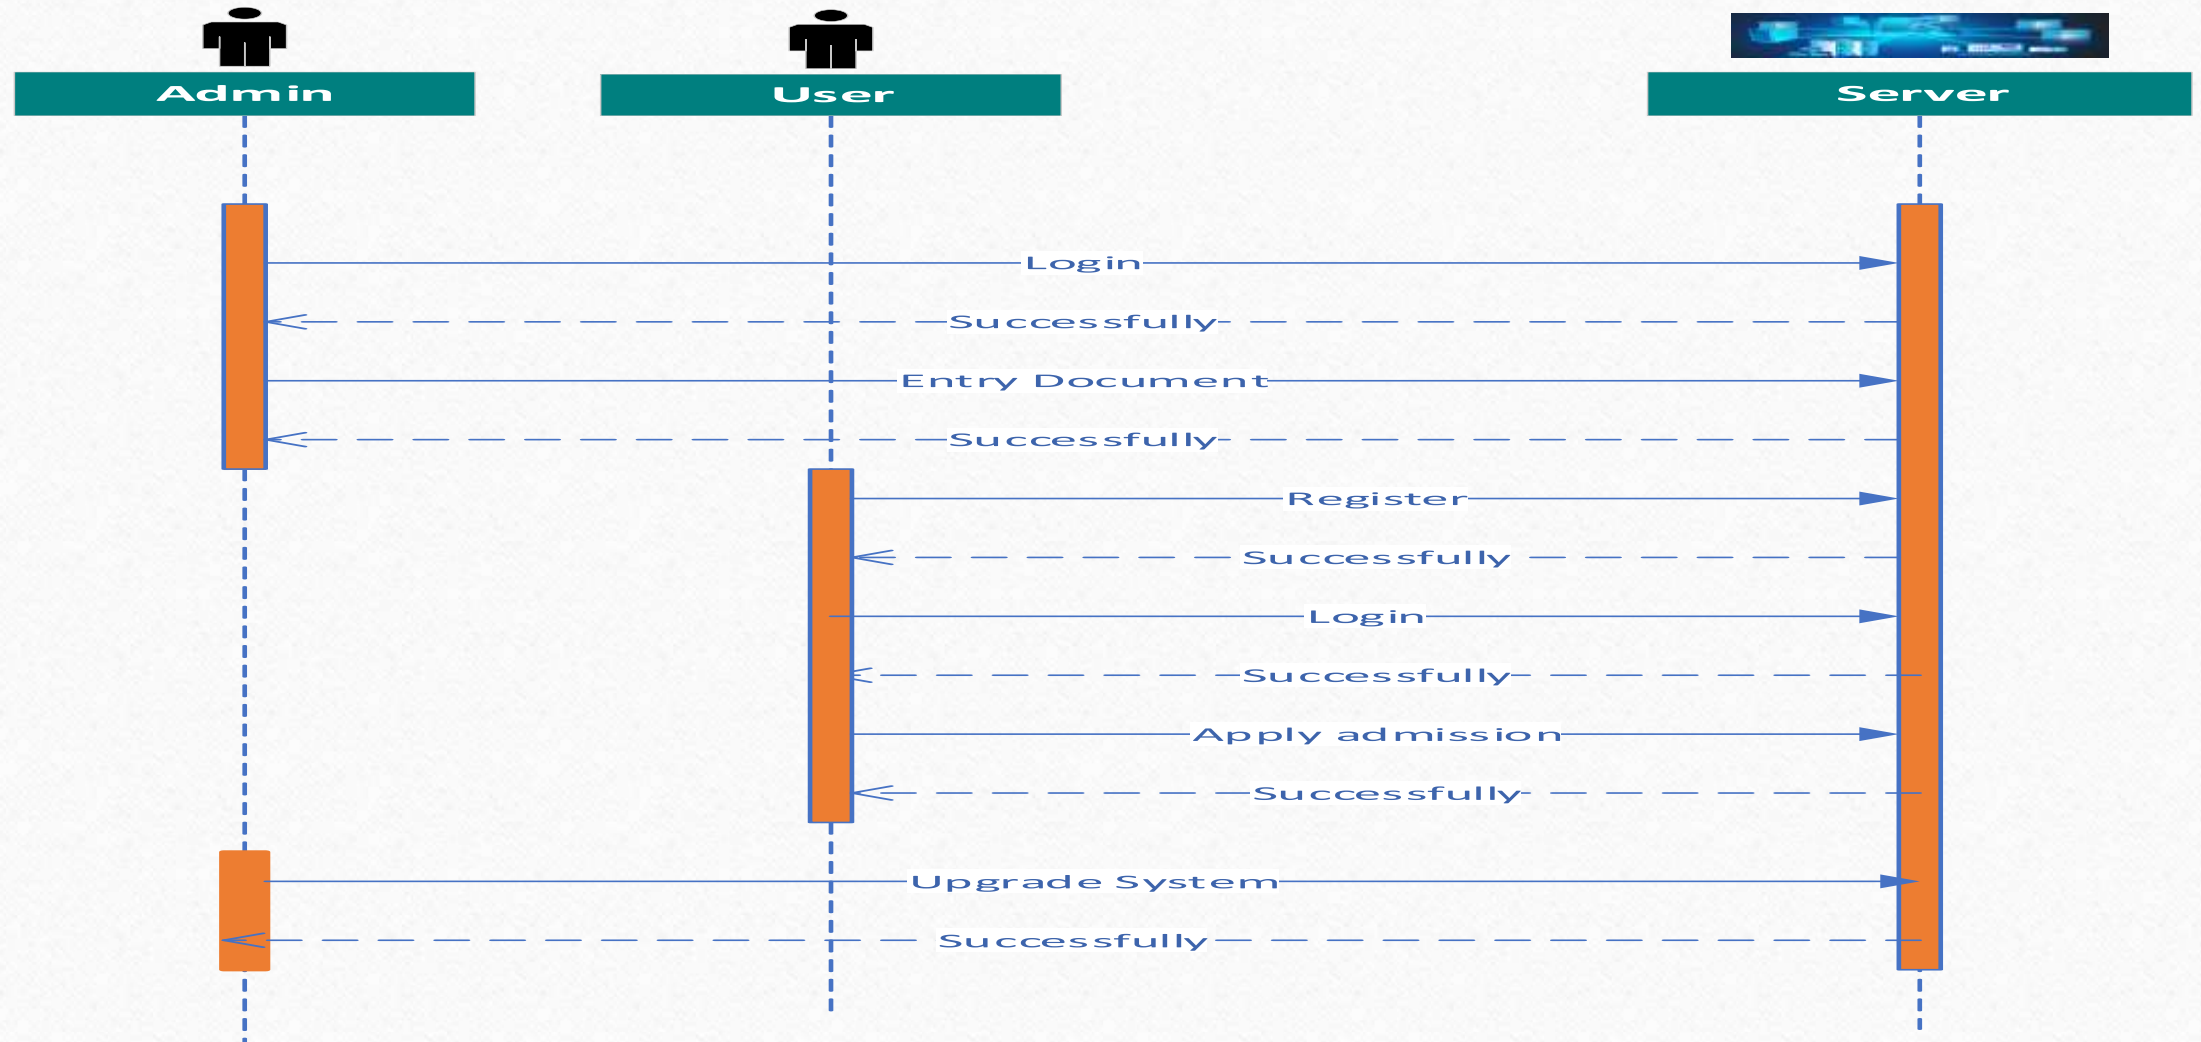 Admin
User
Server
Login
Successfully
Entry Document
Successfully
Register
Successfully
Login
Successfully
Apply admission
Successfully
Upgrade System
Successfully